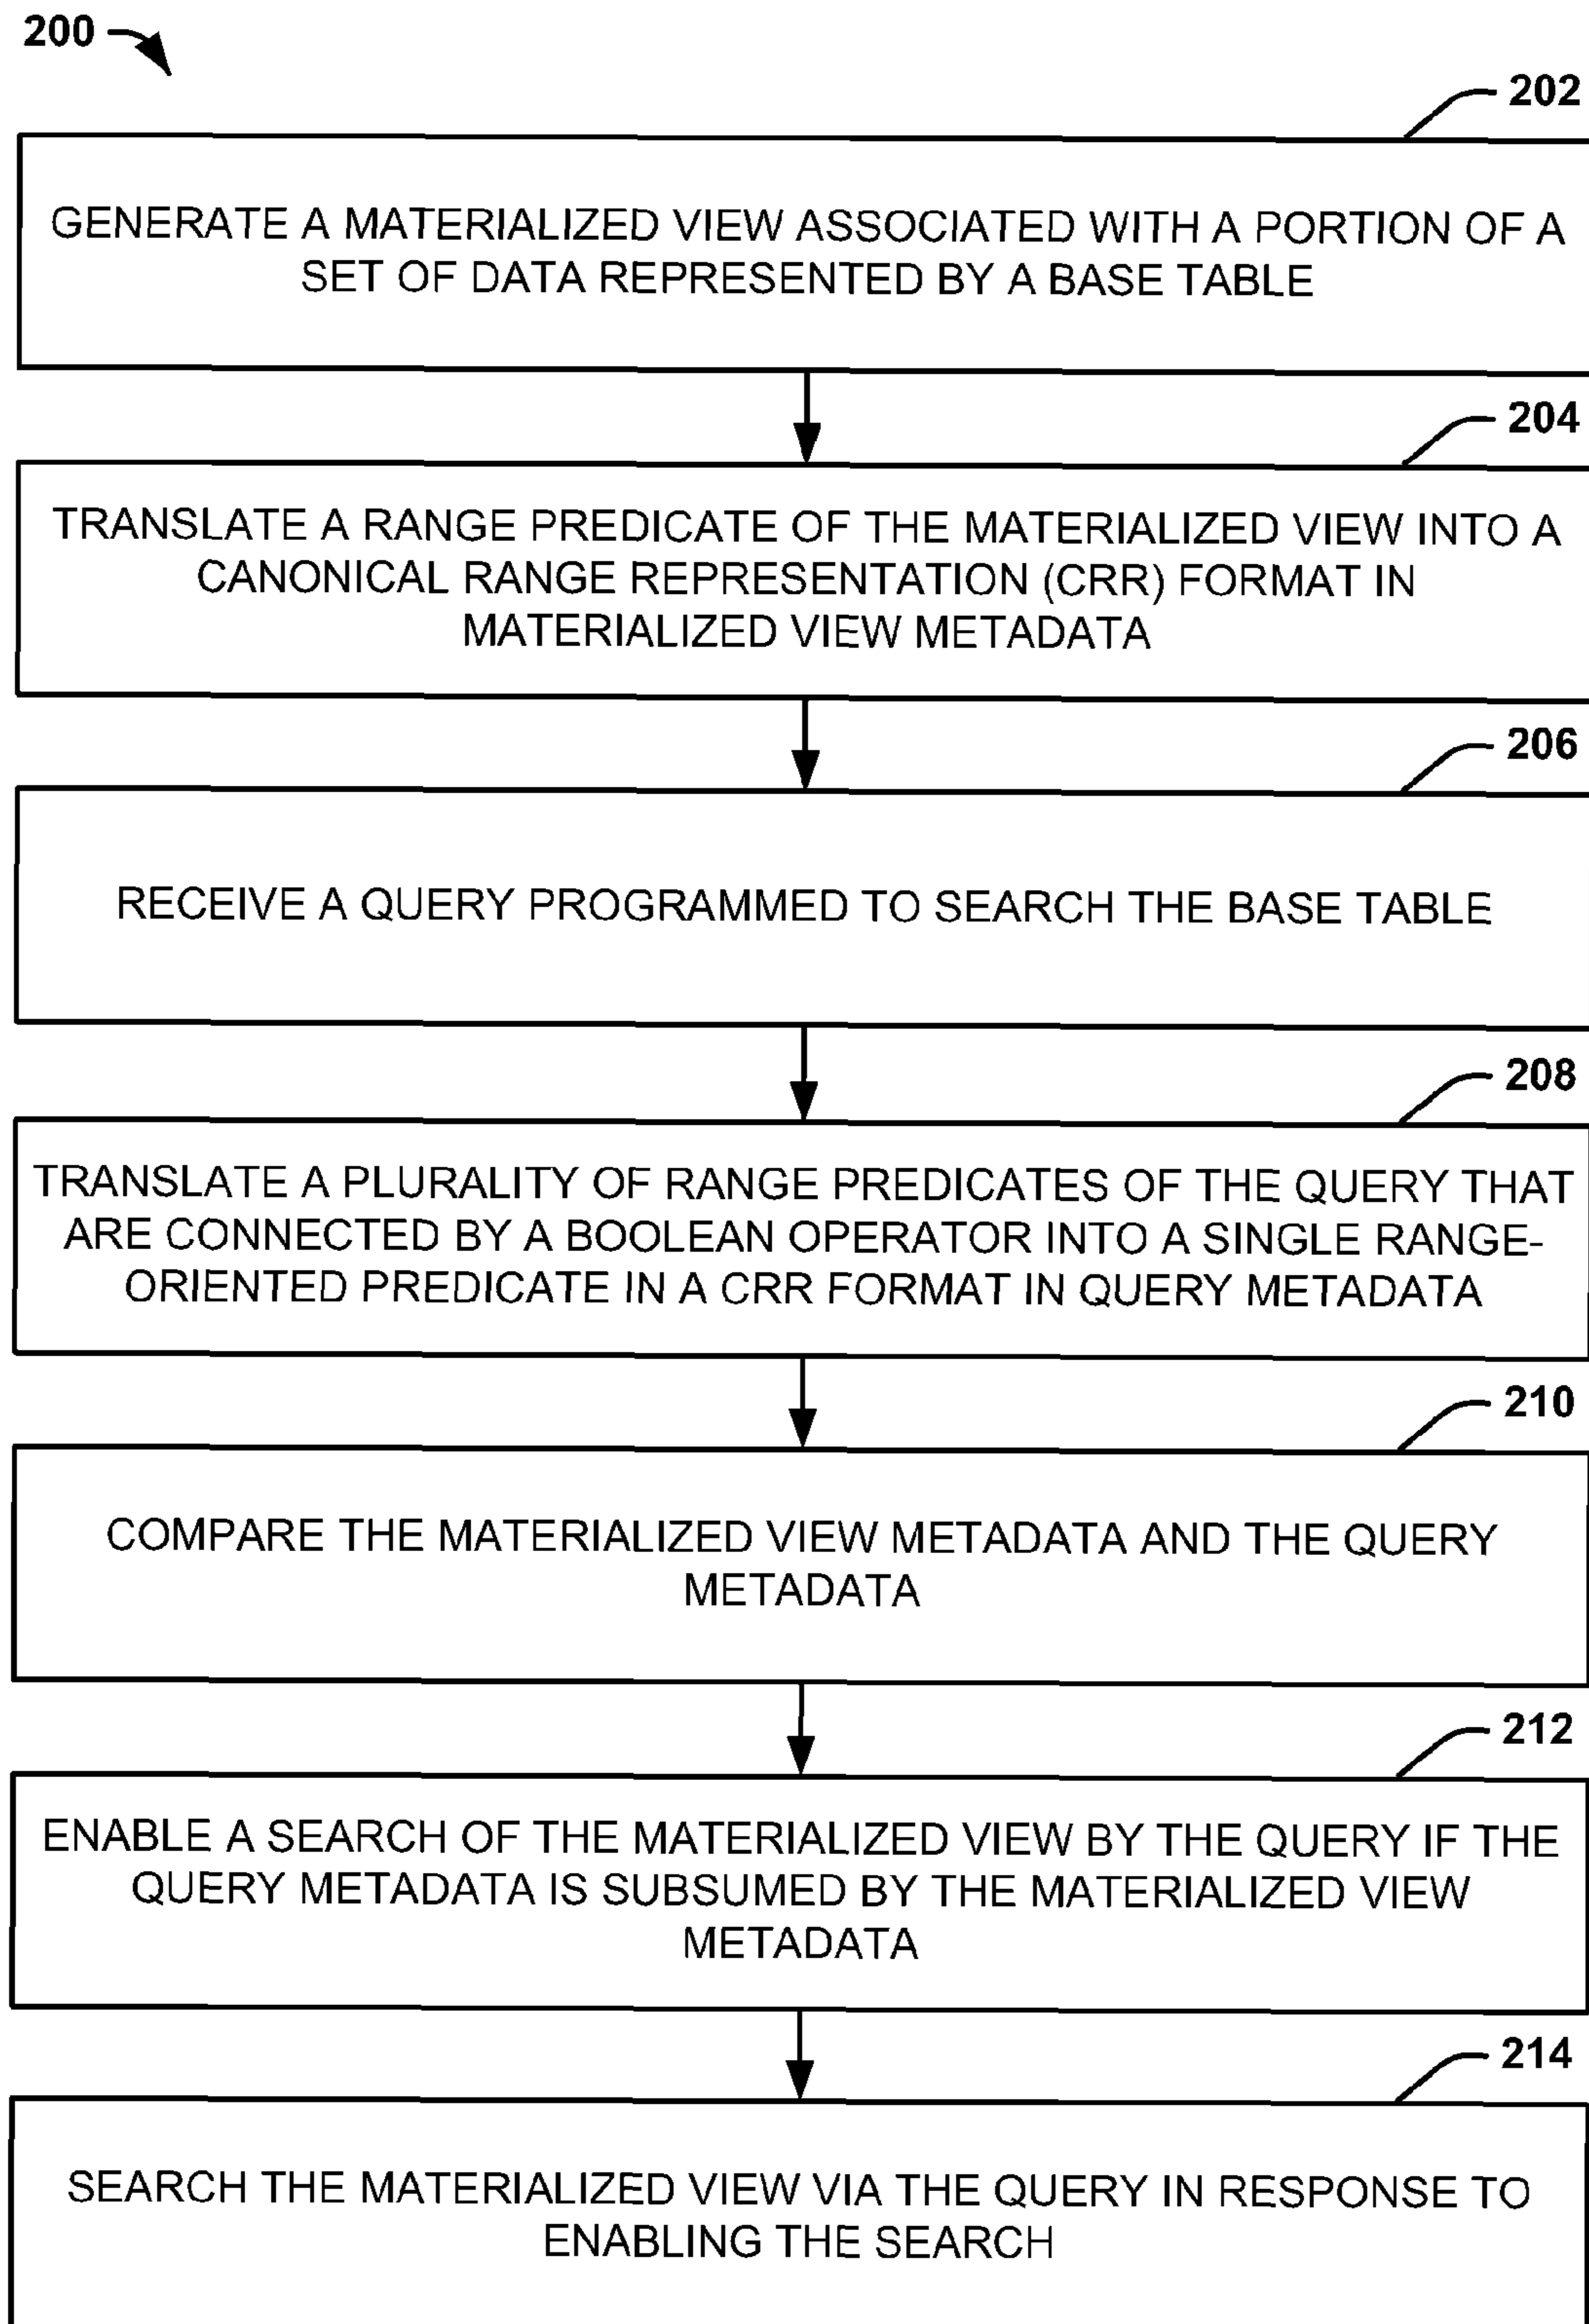 200
202
GENERATE A MATERIALIZED VIEW ASSOCIATED WITH A PORTION OF A
SET OF DATA REPRESENTED BY A BASE TABLE
204
TRANSLATE A RANGE PREDICATE OF THE MATERIALIZED VIEW INTO A
CANONICAL RANGE REPRESENTATION (CRR) FORMAT IN
MATERIALIZED VIEW METADATA
206
RECEIVE A QUERY PROGRAMMED TO SEARCH THE BASE TABLE
208
TRANSLATE A PLURALITY OF RANGE PREDICATES OF THE QUERY THAT
ARE CONNECTED BY A BOOLEAN OPERATOR INTO A SINGLE RANGE-
ORIENTED PREDICATE IN A CRR FORMAT IN QUERY METADATA
210
COMPARE THE MATERIALIZED VIEW METADATA AND THE QUERY
METADATA
212
ENABLE A SEARCH OF THE MATERIALIZED VIEW BY THE QUERY IF THE
QUERY METADATA IS SUBSUMED BY THE MATERIALIZED VIEW
METADATA
214
SEARCH THE MATERIALIZED VIEW VIA THE QUERY IN RESPONSE TO
ENABLING THE SEARCH